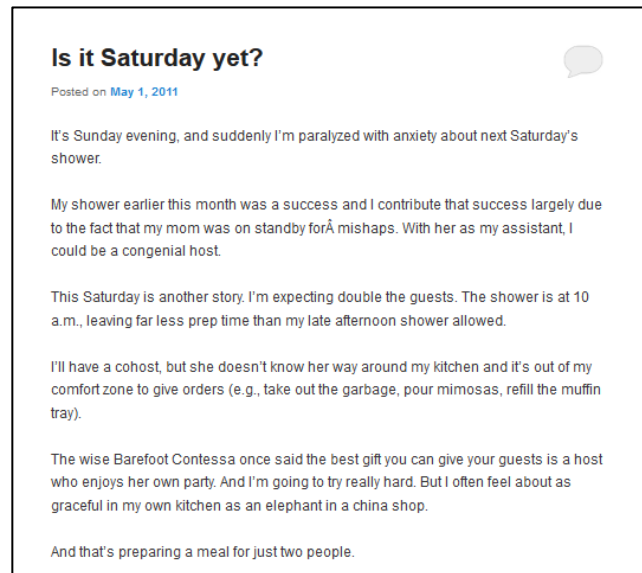 Is it Saturday yet?
Posted on May 1, 2011
It's Sunday evening, and suddenly I'm paralyzed with anxiety about next Saturday's
shower.
My shower earlier this month was a success and I contribute that success largely due
to the fact that my mom was on standby forÂ mishaps. With her as my assistant, I
could be a congenial host.
This Saturday is another story. I'm expecting double the guests. The shower is at 10
a.m., leaving far less prep time than my late afternoon shower allowed.
I'll have a cohost, but she doesn't know her way around my kitchen and it's out of my
comfort zone to give orders (e.g., take out the garbage, pour mimosas, refill the muffin
tray).
The wise Barefoot Contessa once said the best gift you can give your guests is a host
who enjoys her own party. And I'm going to try really hard. But I often feel about as
graceful in my own kitchen as an elephant in a china shop.
And that's preparing a meal for just two people.